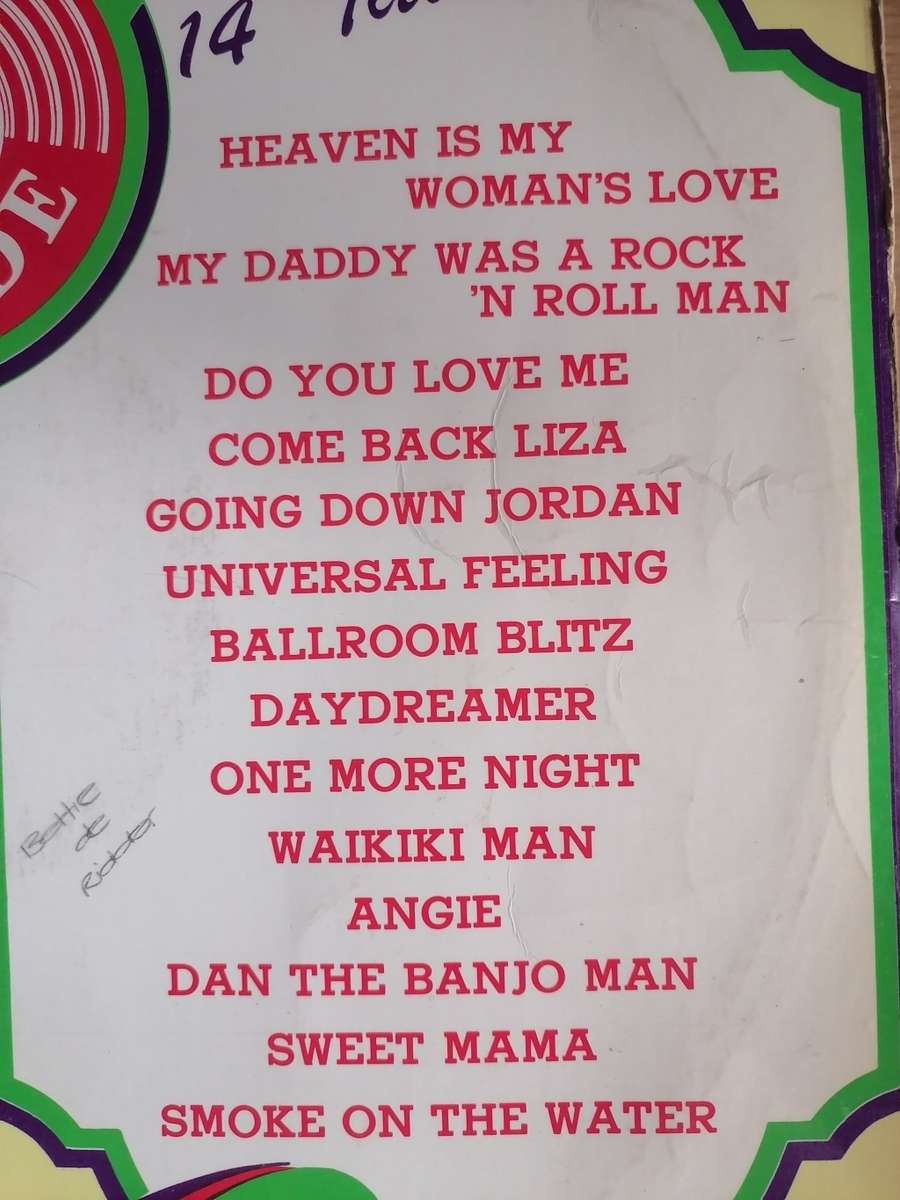 14
DE
HEAVEN IS MY
WOMAN'S LOVE
MY DADDY WAS A ROCK
'N ROLL MAN
DO YOU LOVE ME
COME BACK LIZA
GOING DOWN JORDAN
UNIVERSAL FEELING
BALLROOM BLITZ
DAYDREAMER
ONE MORE NIGHT
WAIKIKI MAN
ANGIE
DAN THE BANJO MAN
SWEET MAMA
SMOKE ON THE WATER
de